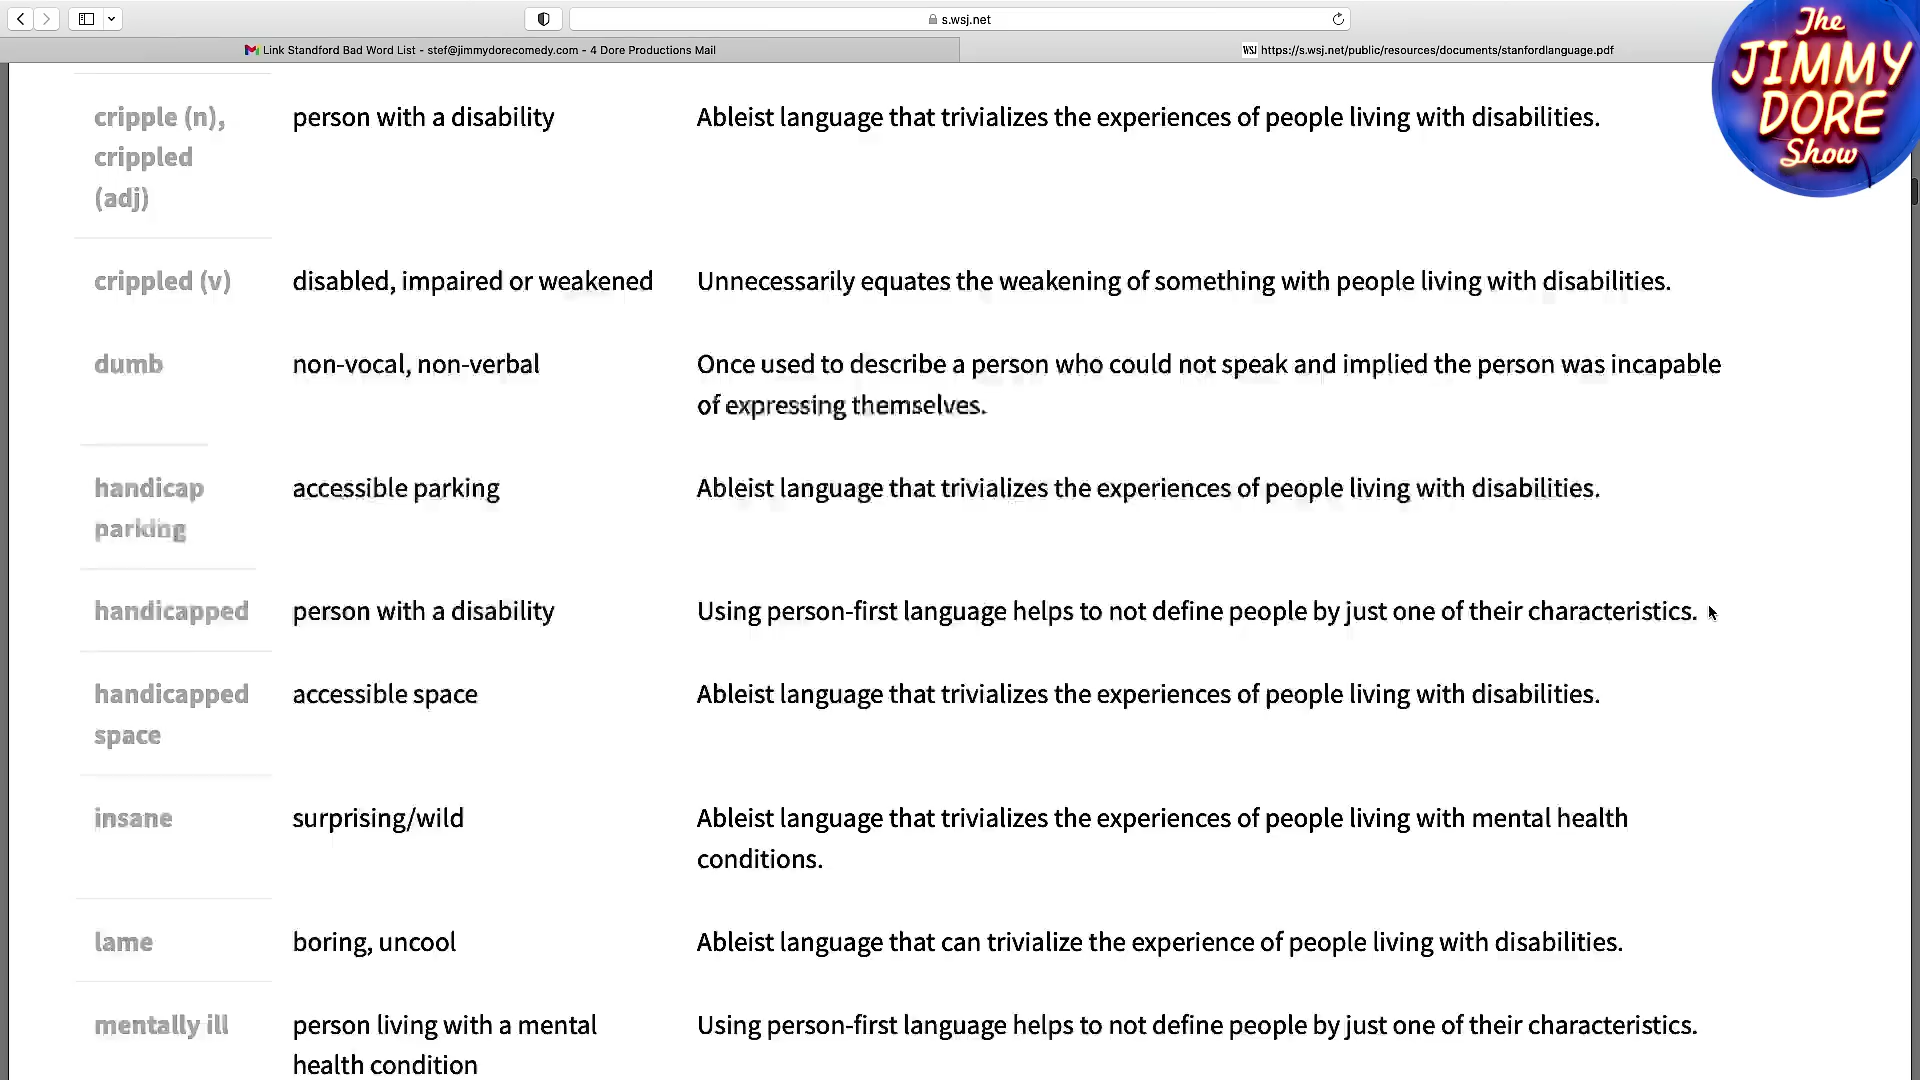 s.wsj.net
Link Standford Bad Word List - stef@jimmydorecomedy.com - 4 Dore Productions Mail
WSJ https://s.wsj.net/public/resources/documents/stanfordlanguage.pdf
The
JIMMY
DORE
Show
cripple (n), person with a disability Ableist language that trivializes the experiences of people living with disabilities.
crippled
(adj)
crippled (v) disabled, impaired or weakened Unnecessarily equates the weakening of something with people living with disabilities.
dumb non-vocal, non-verbal Once used to describe a person who could not speak and implied the person was incapable
of expressing themselves.
handicap accessible parking Ableist language that trivializes the experiences of people living with disabilities.
parking
handicapped person with a disability Using person-first language helps to not define people by just one of their characteristics.
handicapped accessible space Ableist language that trivializes the experiences of people living with disabilities.
space
insane surprising/wild Ableist language that trivializes the experiences of people living with mental health
conditions.
lame boring, uncool Ableist language that can trivialize the experience of people living with disabilities.
mentally ill person living with a mental Using person-first language helps to not define people by just one of their characteristics.
health condition